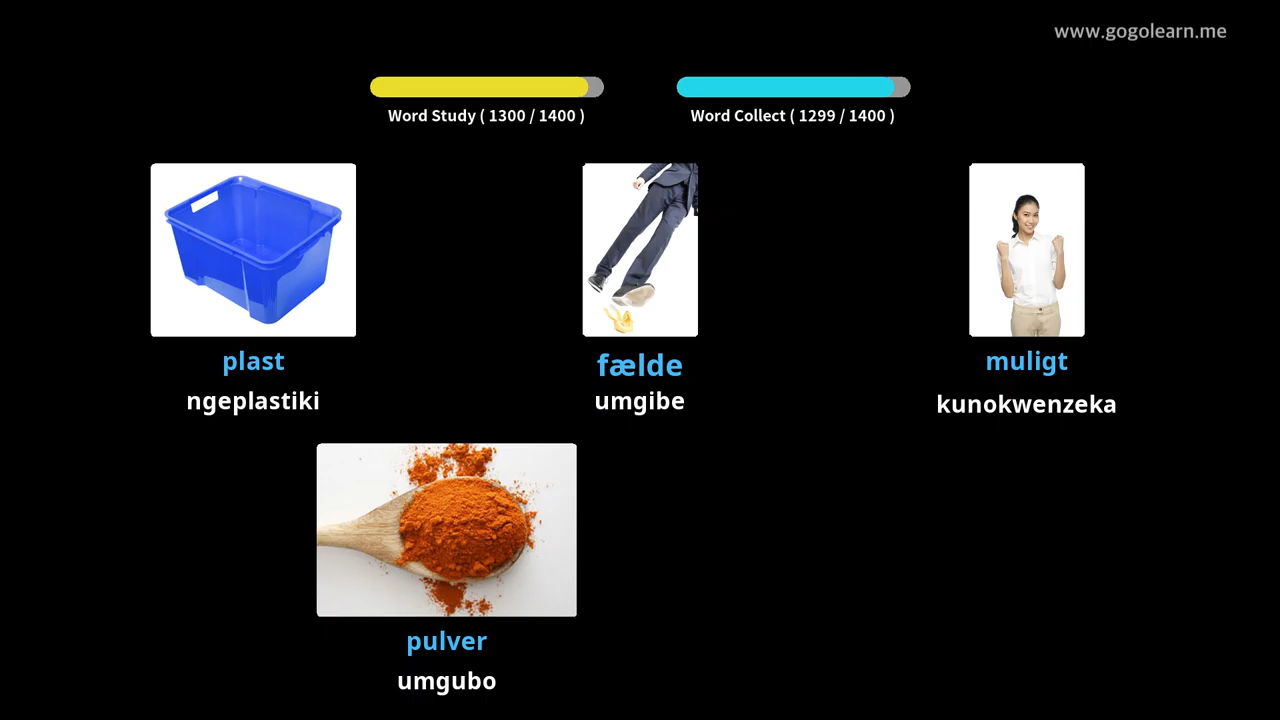 www.gogolearn.me
Word Study ( 1300 / 1400 )
Word Collect ( 1299 / 1400 )
plast
ngeplastiki
fælde
umgibe
muligt
kunokwenzeka
pulver
umgubo